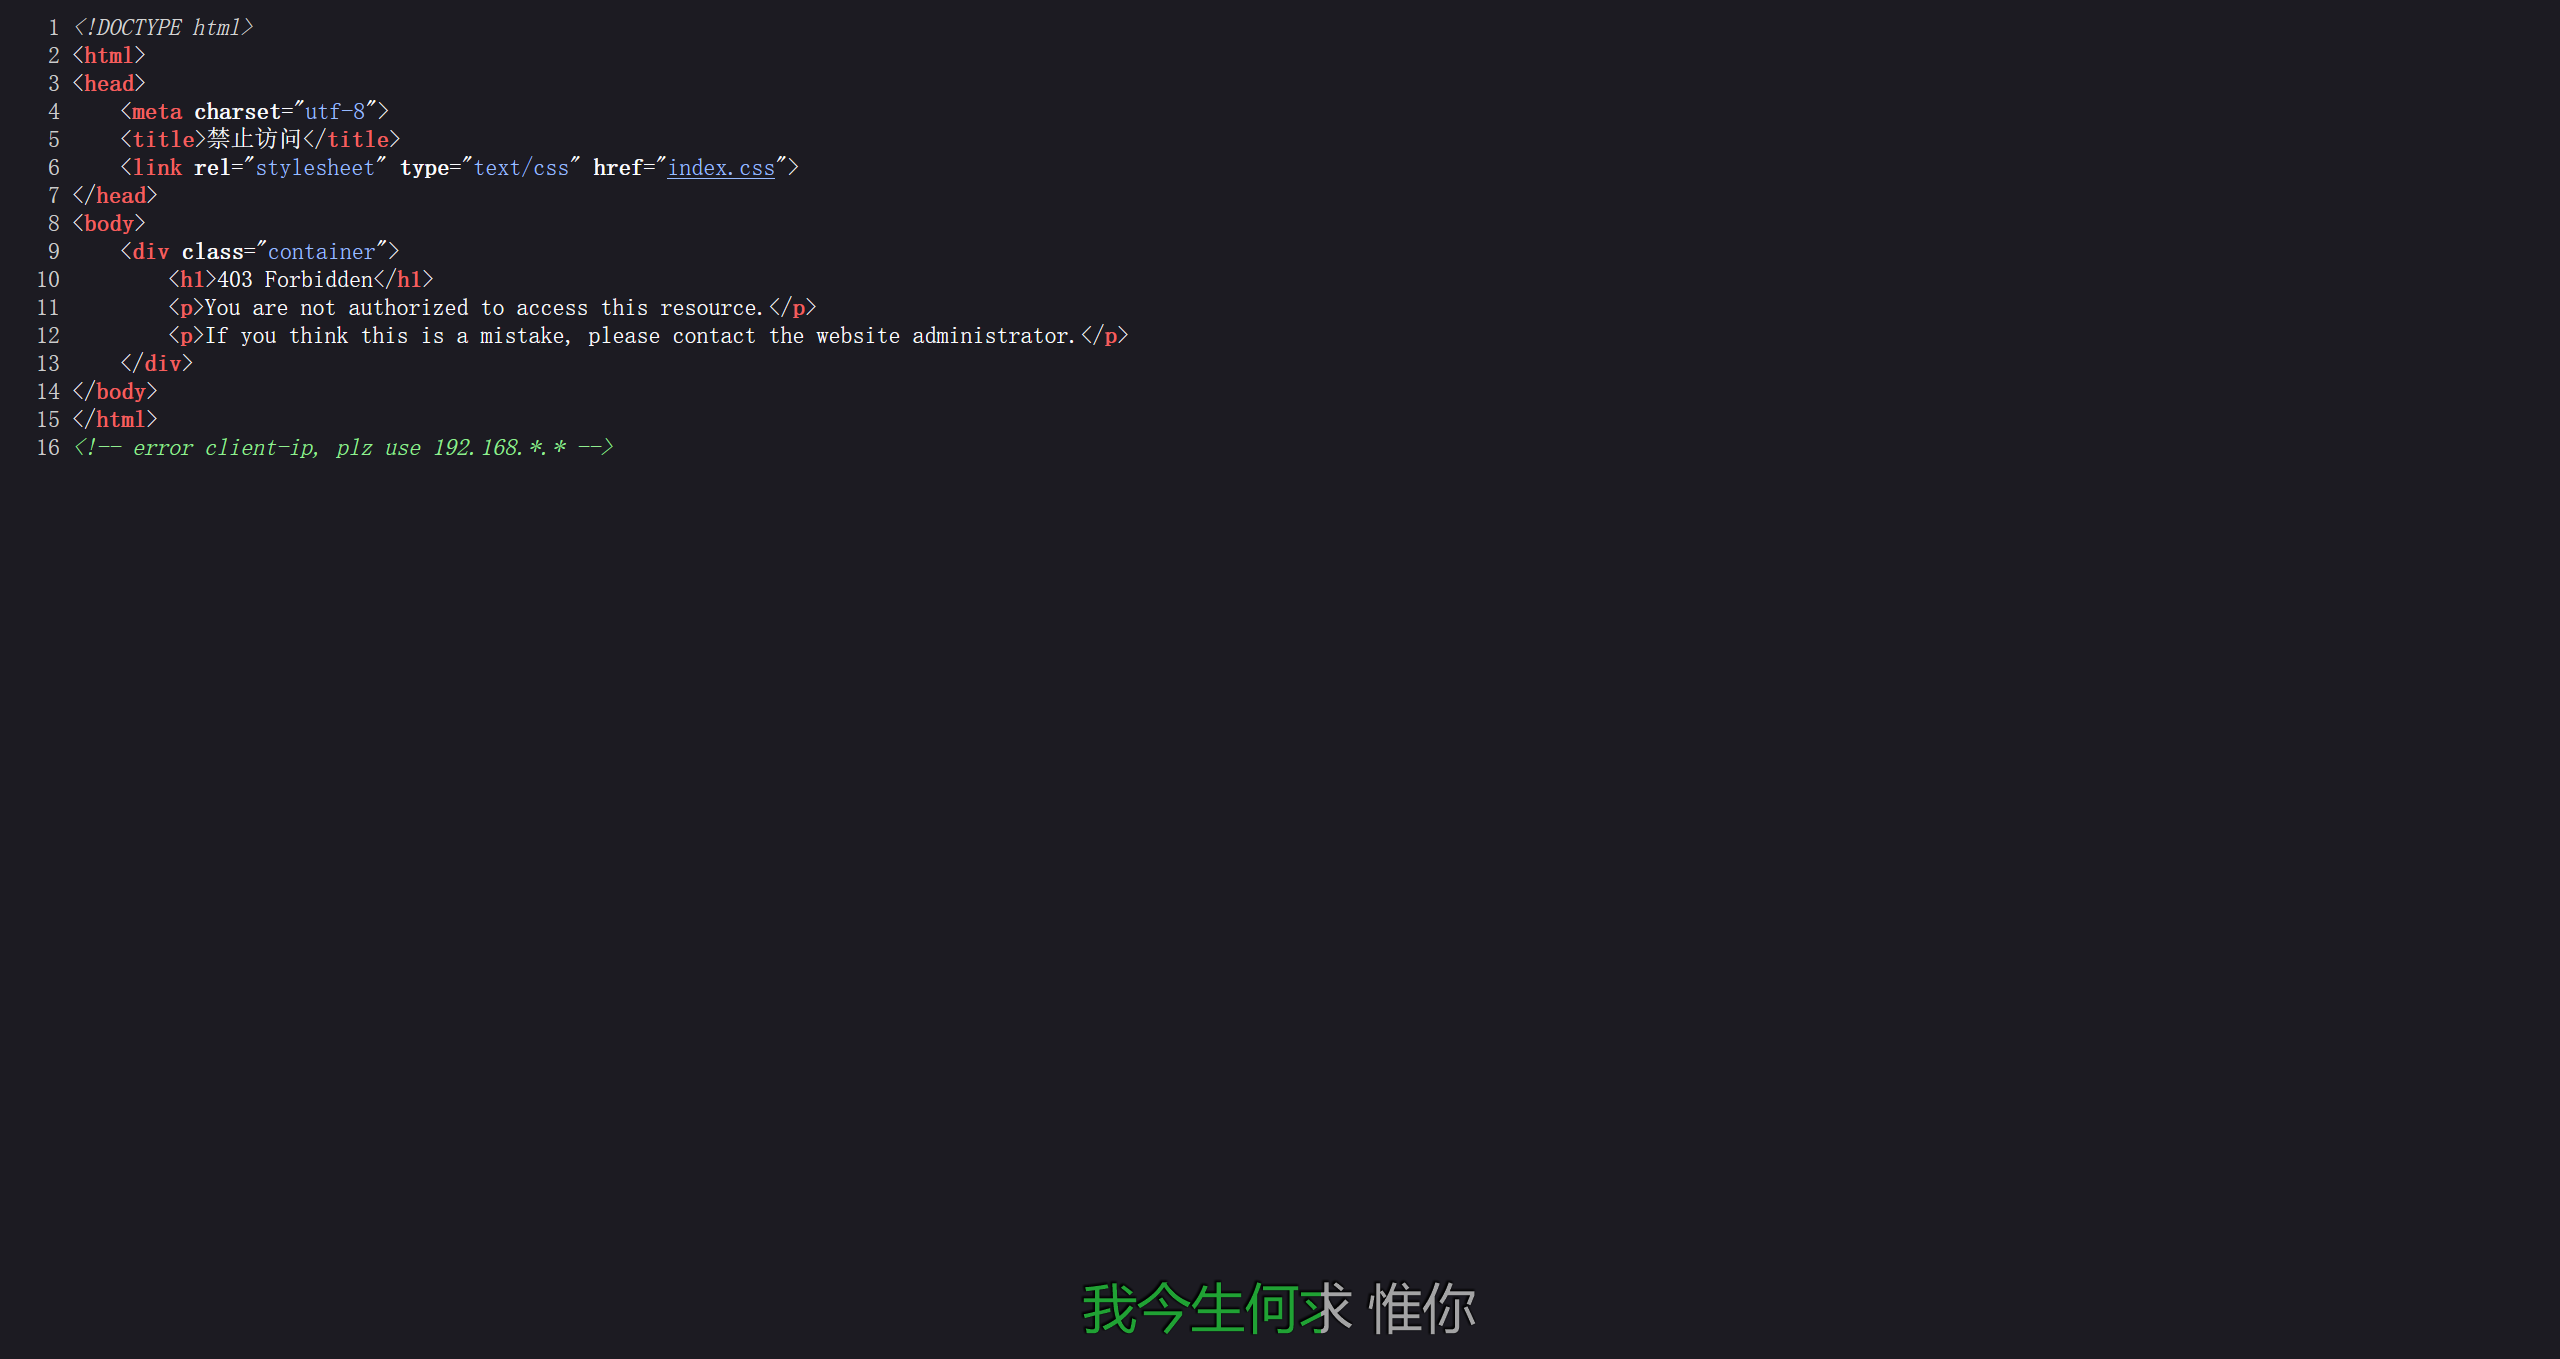 1 <!DOCTYPE html>
2 <html>
3 <head>
4     <meta charset="utf-8">
5     <title>禁止访问</title>
6     <link rel="stylesheet" type="text/css" href="index.css">
7 </head>
8 <body>
9     <div class="container">
10         <h1>403 Forbidden</h1>
11         <p>You are not authorized to access this resource.</p>
12         <p>If you think this is a mistake, please contact the website administrator.</p>
13     </div>
14 </body>
15 </html>
16 <!-- error client-ip, plz use 192.168.*.* -->
我今生何求 惟你